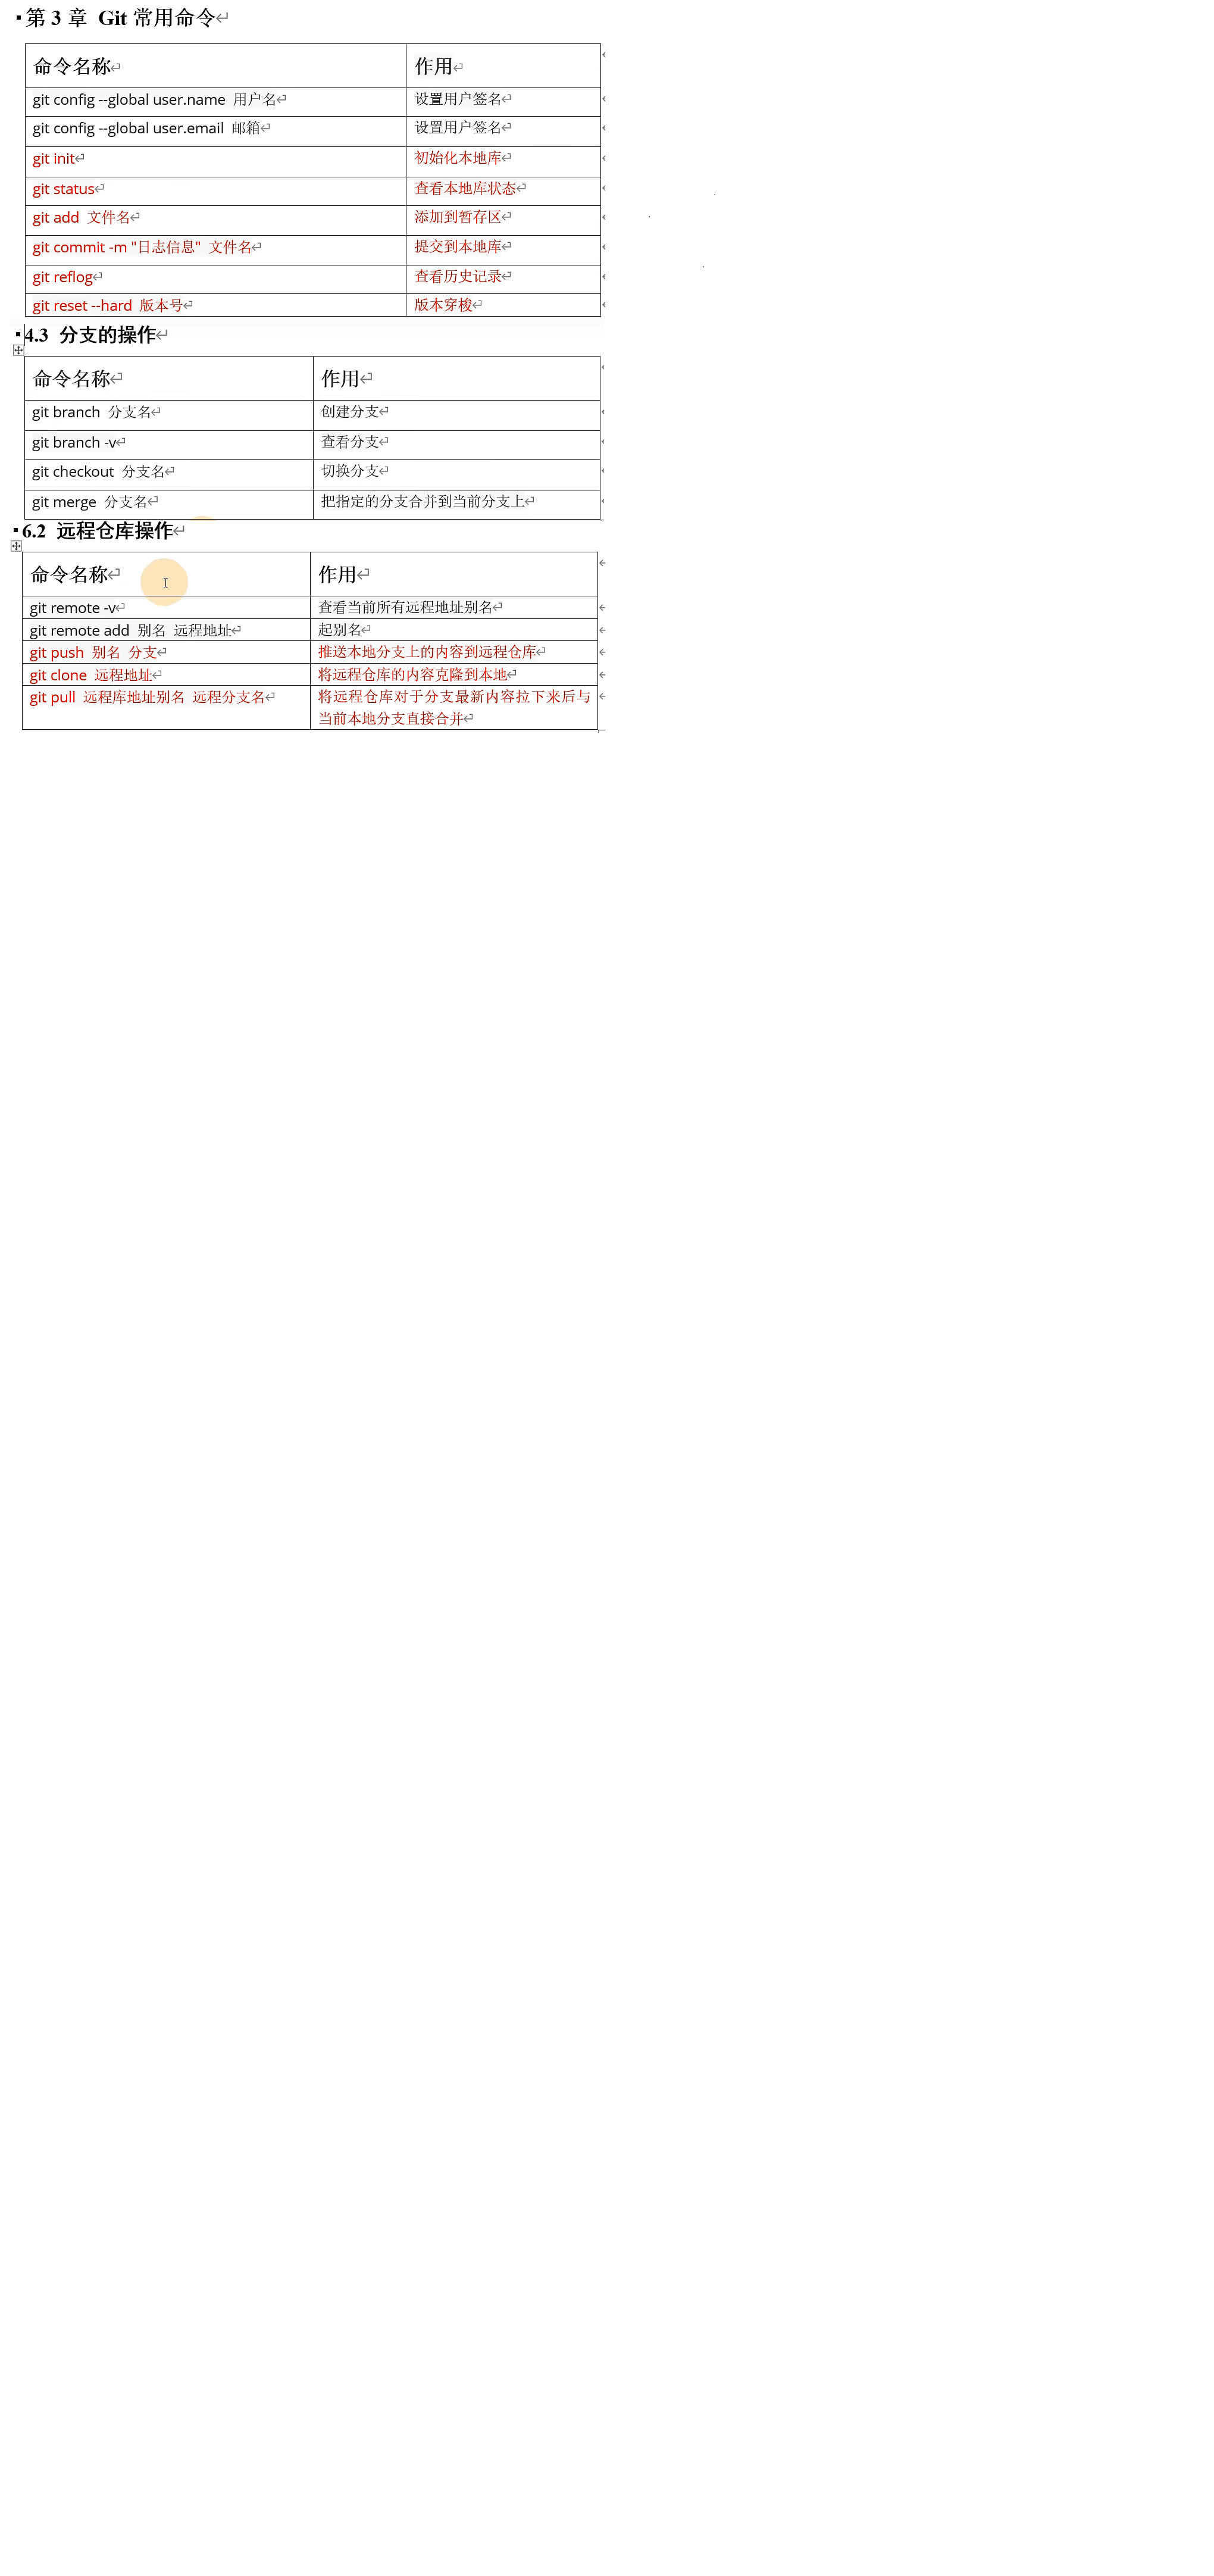 第 3 章 Git 常用命令
命令名称 作用
git config --global user.name 用户名 设置用户签名
git config --global user.email 邮箱 设置用户签名
git init 初始化本地库
git status 查看本地库状态
git add 文件名 添加到暂存区
git commit -m "日志信息" 文件名 提交到本地库
git reflog 查看历史记录
git reset --hard 版本号 版本穿梭
4.3 分支的操作
命令名称 作用
git branch 分支名 创建分支
git branch -v 查看分支
git checkout 分支名 切换分支
git merge 分支名 把指定的分支合并到当前分支上
6.2 远程仓库操作
命令名称 作用
git remote -v 查看当前所有远程地址别名
git remote add 别名 远程地址 起别名
git push 别名 分支 推送本地分支上的内容到远程仓库
git clone 远程地址 将远程仓库的内容克隆到本地
git pull 远程库地址别名 远程分支名 将远程仓库对于分支最新内容拉下来后与
当前本地分支直接合并